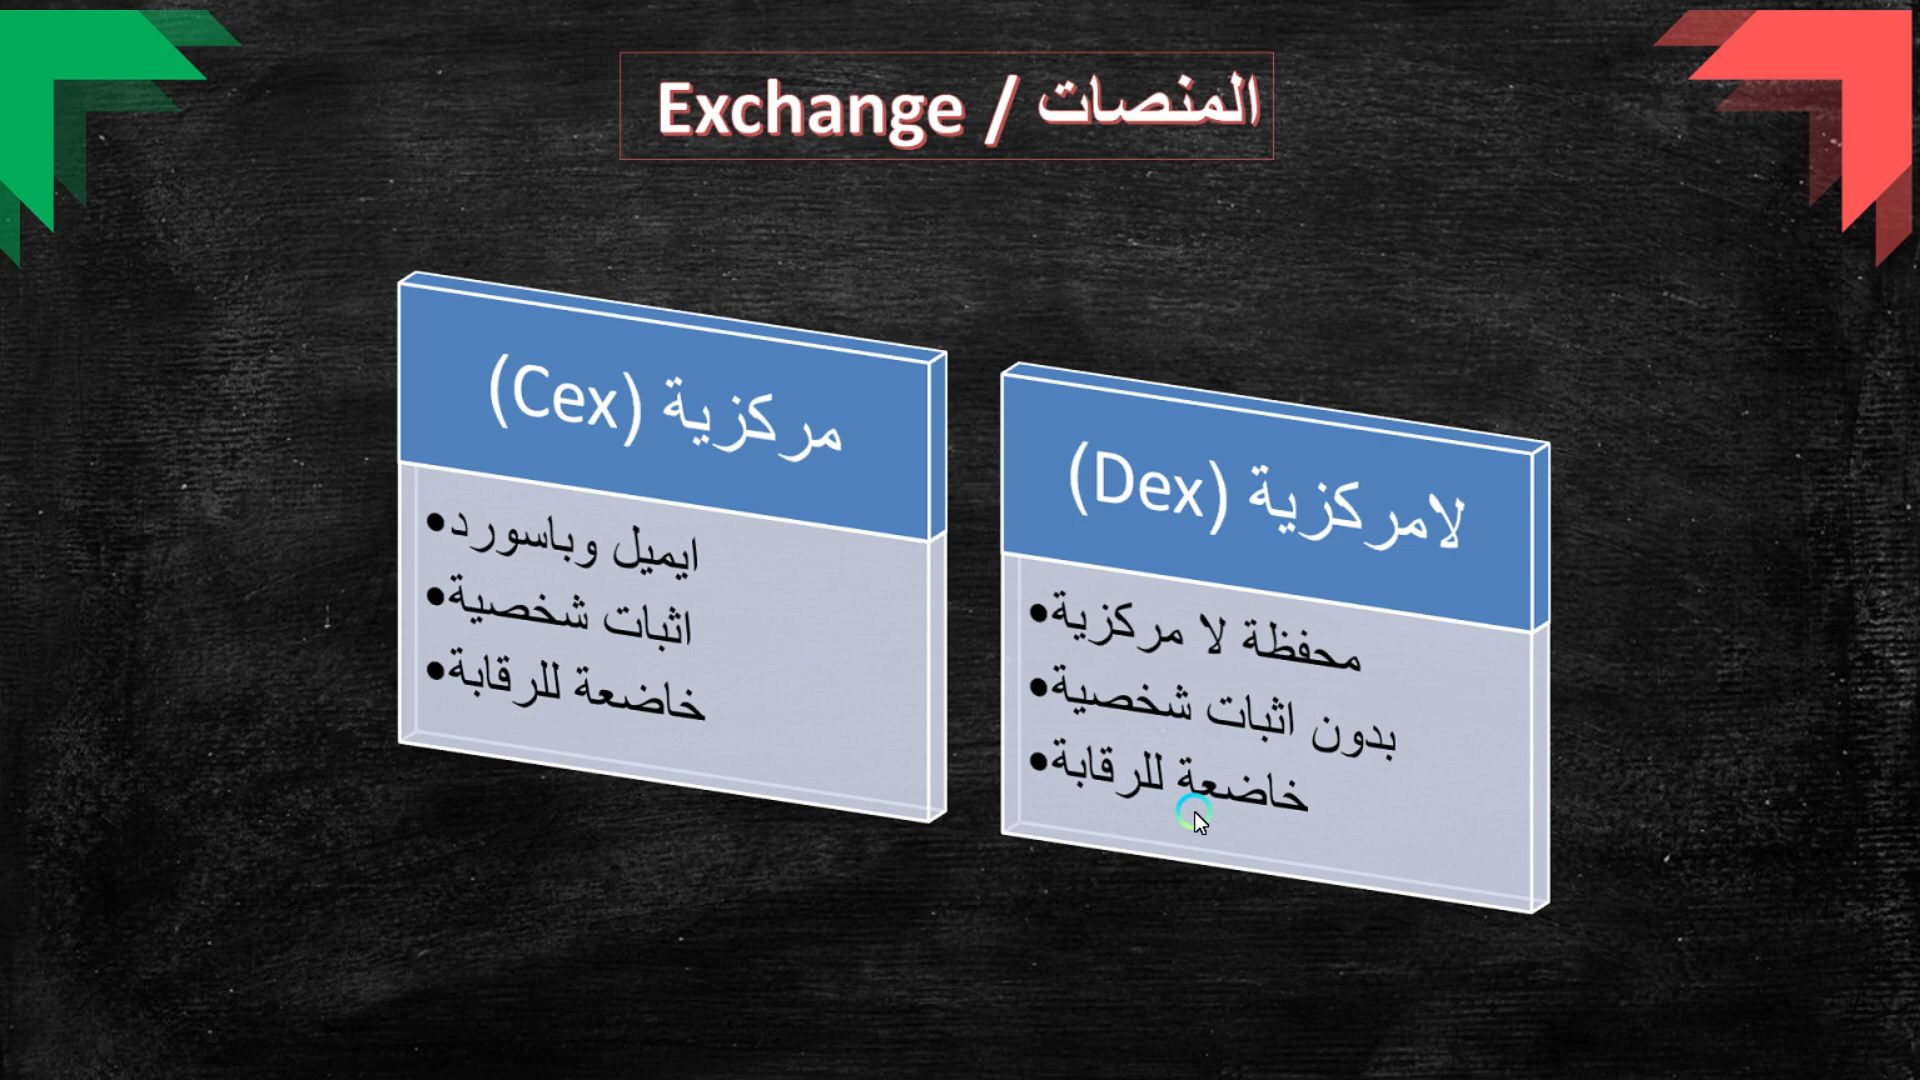 Exchange / المنصات
مركزية (Cex)
ايميل وباسورد
اثبات شخصية
خاضعة للرقابة
لامركزية (Dex)
محفظة لا مركزية
بدون اثبات شخصية
خاضعة للرقابة